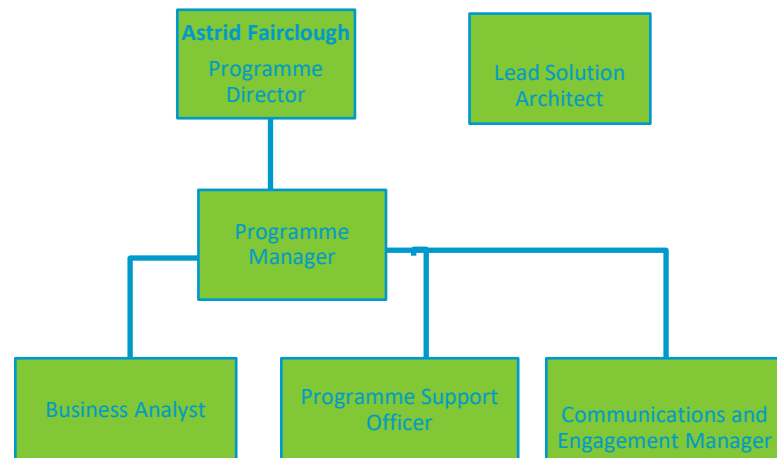 Astrid Fairclough
Programme
Director
Lead Solution
Architect
Programme
Manager
Business Analyst
Programme Support
Officer
Communications and
Engagement Manager